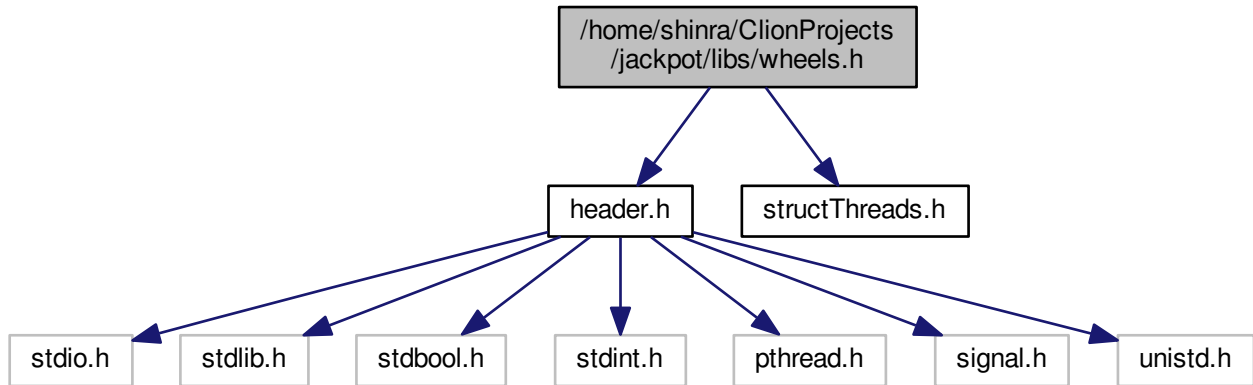 /home/shinra/ClionProjects
/jackpot/libs/wheels.h
header.h
structThreads.h
stdio.h
stdlib.h
stdbool.h
stdint.h
pthread.h
signal.h
unistd.h